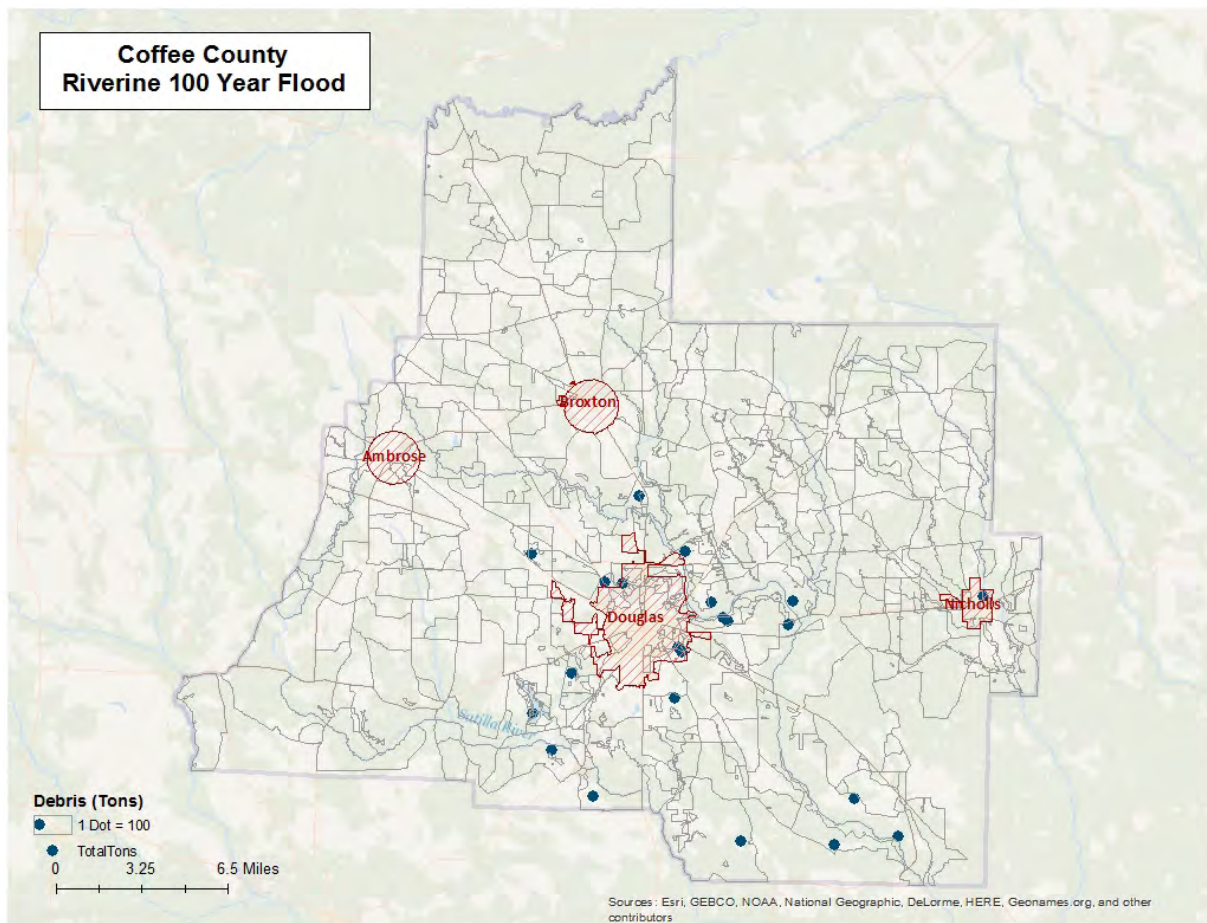 Coffee County
Riverine 100 Year Flood
Broxton
Ambrose
Nicholls
Douglas
Satilla River
Debris (Tons)
1 Dot = 100
TotalTons
0 3.25 6.5 Miles
Sources: Esri, GEBCO, NOAA, National Geographic, DeLorme, HERE, Geonames.org, and other
contributors